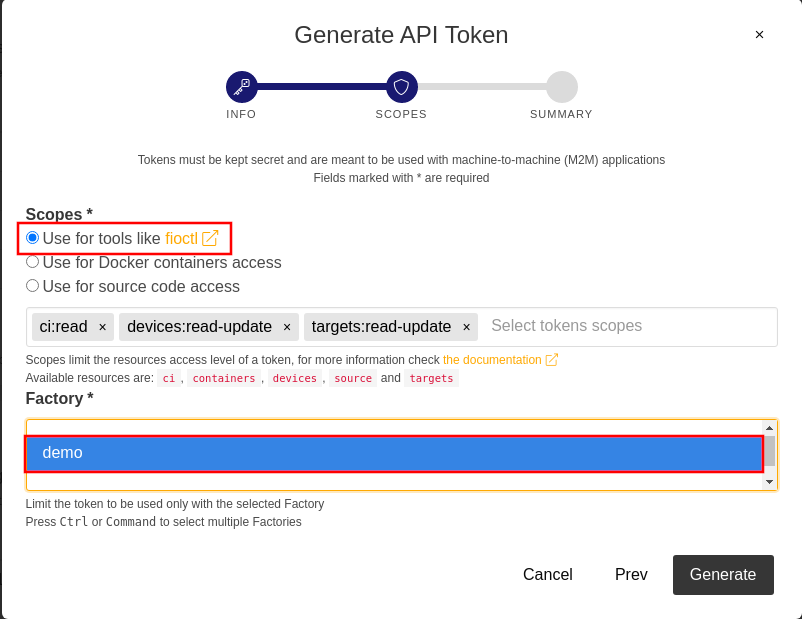 Generate API Token
×
INFO
SCOPES
SUMMARY
Tokens must be kept secret and are meant to be used with machine-to-machine (M2M) applications
Fields marked with * are required
Scopes *
Use for tools like fioctl
Use for Docker containers access
Use for source code access
ci:read × devices:read-update × targets:read-update × Select tokens scopes
Scopes limit the resources access level of a token, for more information check the documentation
Available resources are: ci, containers, devices, source and targets
Factory *
demo
Limit the token to be used only with the selected Factory
Press Ctrl or Command to select multiple Factories
Cancel
Prev
Generate